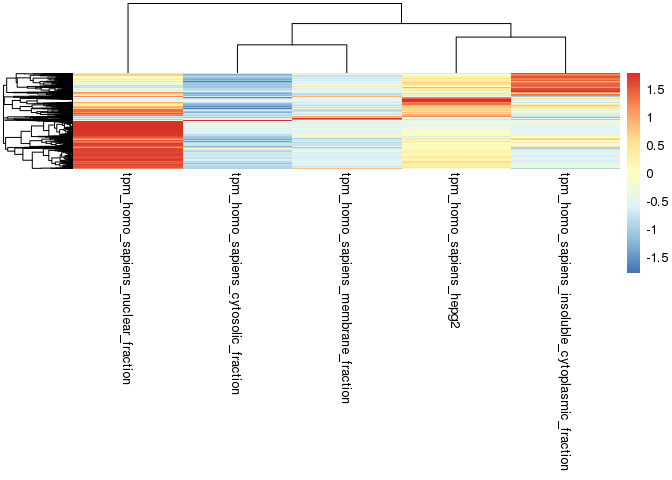 1.5
1
0.5
0
-0.5
-1
-1.5
tpm_homo_sapiens_nuclear_fraction
tpm_homo_sapiens_cytosolic_fraction
tpm_homo_sapiens_membrane_fraction
tpm_homo_sapiens_hepg2
tpm_homo_sapiens_insoluble_cytoplasmic_fraction